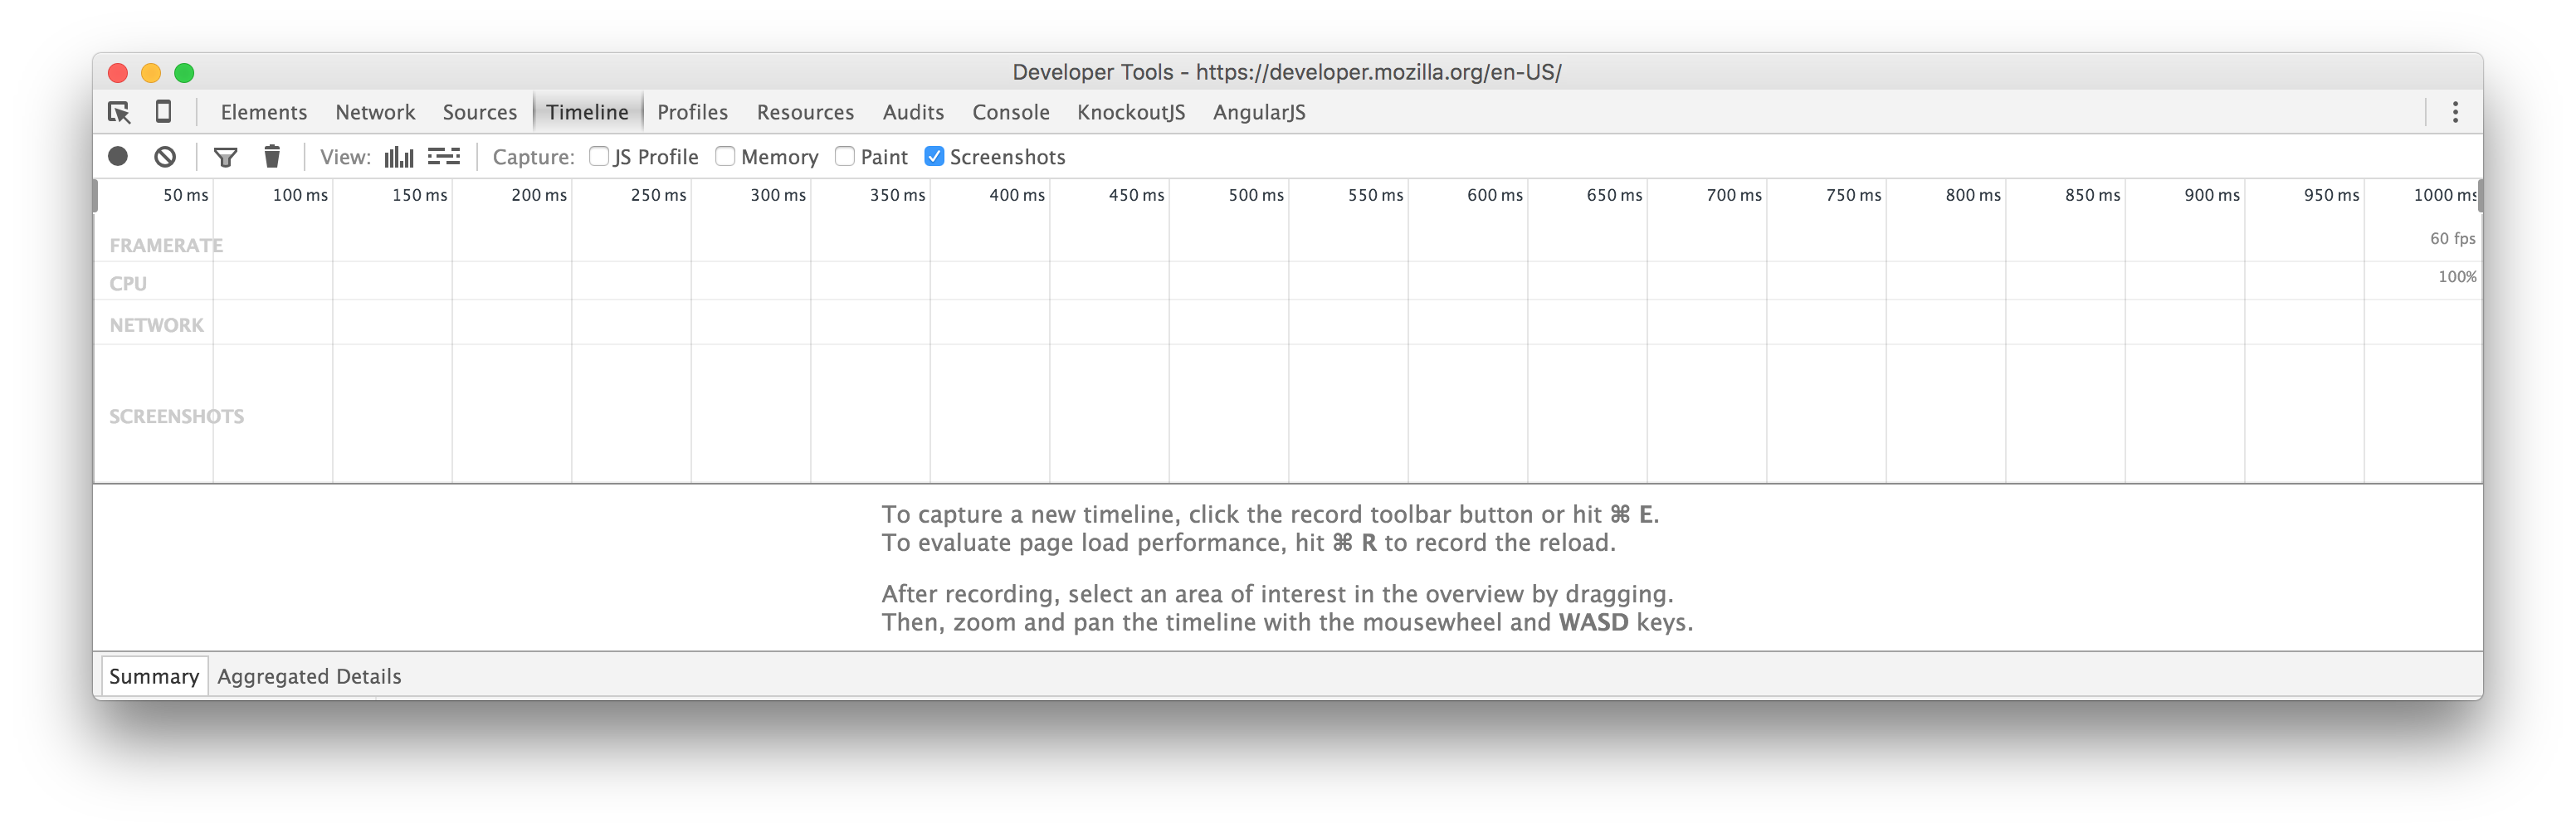 Developer Tools - https://developer.mozilla.org/en-US/
Elements Network Sources Timeline Profiles Resources Audits Console KnockoutJS AngularJS
View: Capture: JS Profile Memory Paint Screenshots
50 ms 100 ms 150 ms 200 ms 250 ms 300 ms 350 ms 400 ms 450 ms 500 ms 550 ms 600 ms 650 ms 700 ms 750 ms 800 ms 850 ms 900 ms 950 ms 1000 ms
FRAMERATE 60 fps
CPU 100%
NETWORK
SCREENSHOTS
To capture a new timeline, click the record toolbar button or hit ⌘ E.
To evaluate page load performance, hit ⌘ R to record the reload.
After recording, select an area of interest in the overview by dragging.
Then, zoom and pan the timeline with the mousewheel and WASD keys.
Summary Aggregated Details